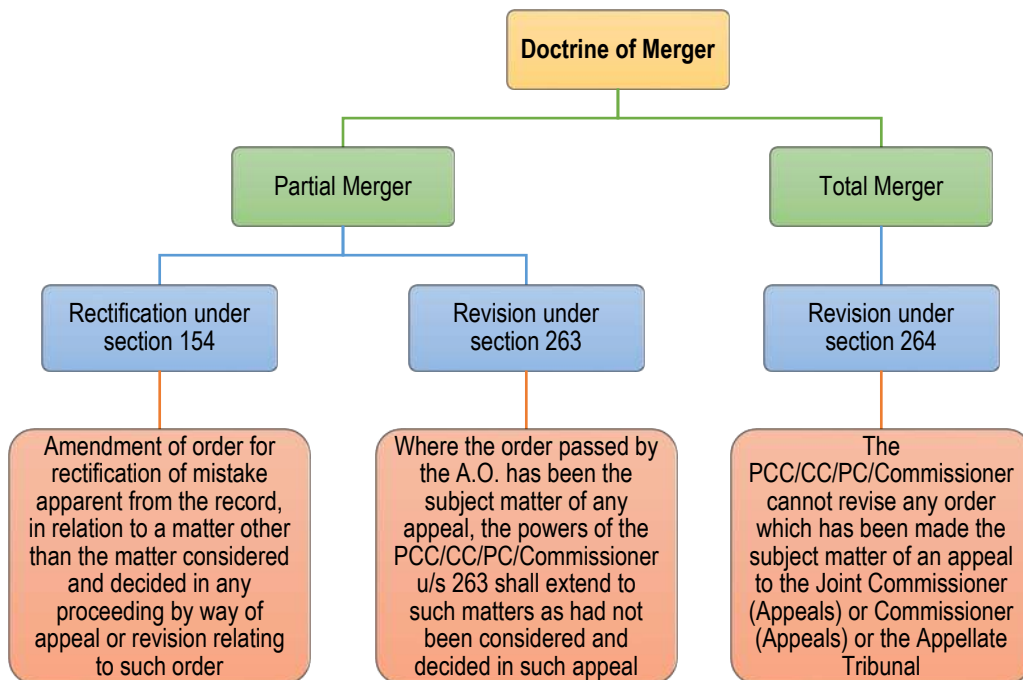 Doctrine of Merger
Partial Merger
Total Merger
Rectification under
section 154
Revision under
section 263
Revision under
section 264
Amendment of order for
rectification of mistake
apparent from the record,
in relation to a matter other
than the matter considered
and decided in any
proceeding by way of
appeal or revision relating
to such order
Where the order passed by
the A.O. has been the
subject matter of any
appeal, the powers of the
PCC/CC/PC/Commissioner
u/s 263 shall extend to
such matters as had not
been considered and
decided in such appeal
The
PCC/CC/PC/Commissioner
cannot revise any order
which has been made the
subject matter of an appeal
to the Joint Commissioner
(Appeals) or Commissioner
(Appeals) or the Appellate
Tribunal